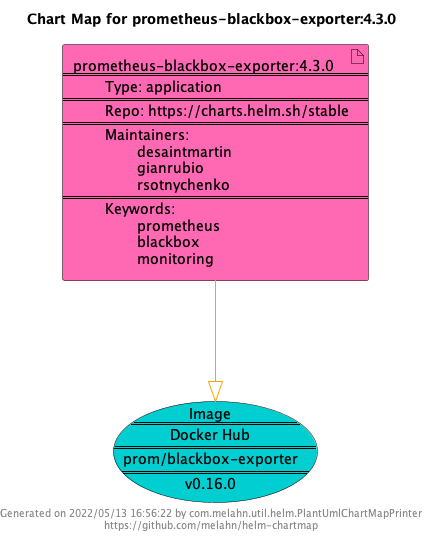 Chart Map for prometheus-blackbox-exporter:4.3.0
prometheus-blackbox-exporter:4.3.0
Type: application
Repo: https://charts.helm.sh/stable
Maintainers:
desaintmartin
gianrubio
rsotnychenko
Keywords:
prometheus
blackbox
monitoring
Image
Docker Hub
prom/blackbox-exporter
v0.16.0
Generated on 2022/05/13 16:56:22 by com.melahn.util.helm.PlantUmlChartMapPrinter
https://github.com/melahn/helm-chartmap